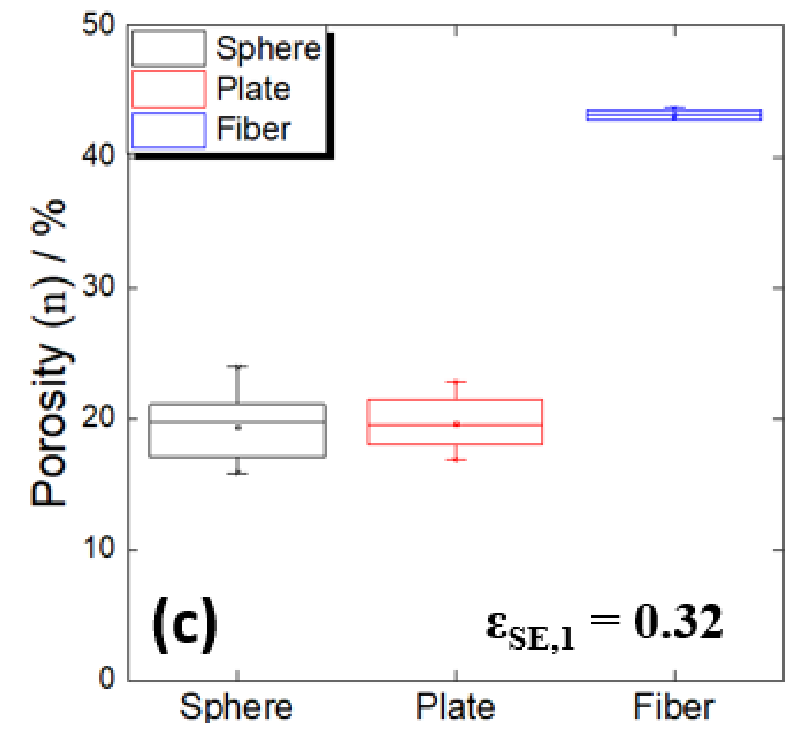 Porosity (n) / %
50
40
30
20
10
0
Sphere
Plate
Fiber
(c)
εSE,1 = 0.32
Sphere Plate Fiber